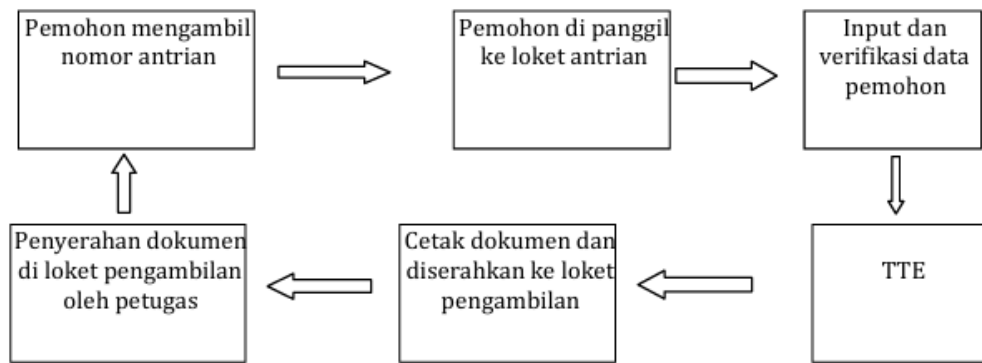 Pemohon mengambil
nomor antrian
Pemohon di panggil
ke loket antrian
Input dan
verifikasi data
pemohon
TTE
Cetak dokumen dan
diserahkan ke loket
pengambilan
Penyerahan dokumen
di loket pengambilan
oleh petugas